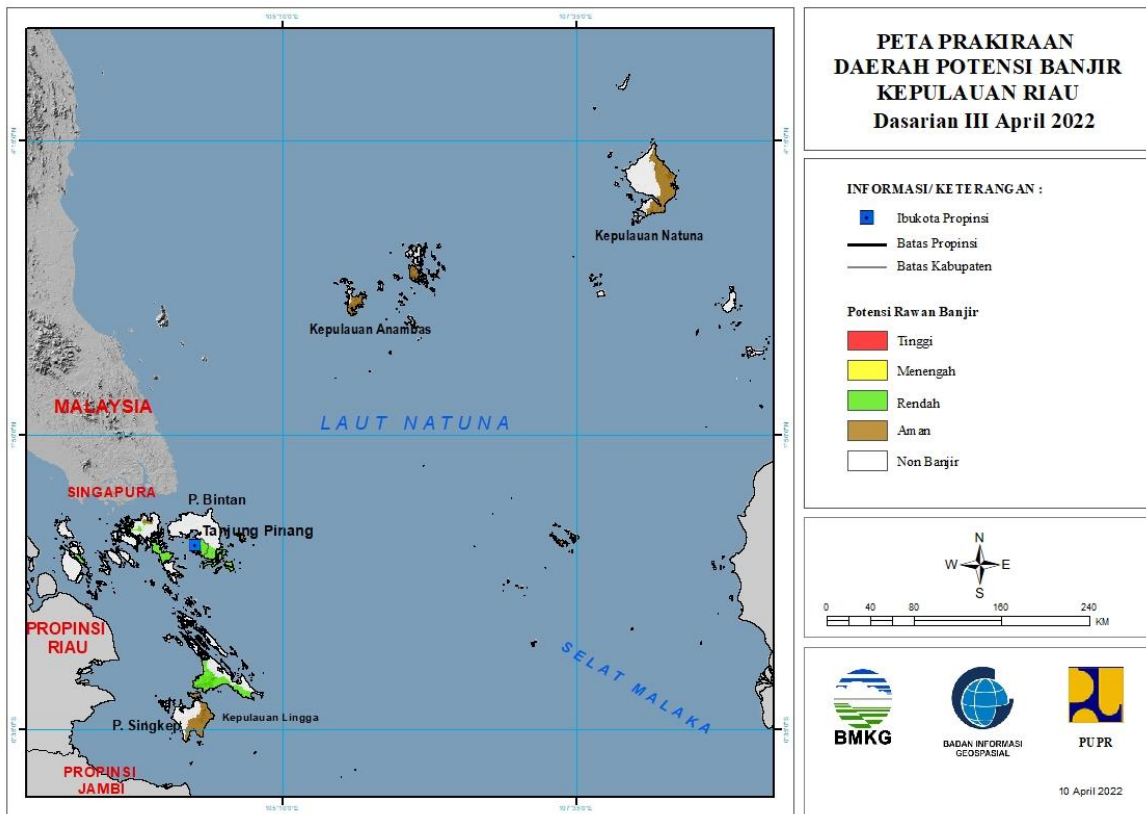 PETA PRAKIRAAN
DAERAH POTENSI BANJIR
KEPULAUAN RIAU
Dasarian III April 2022
INFORMASI/ KETERANGAN :
Ibukota Propinsi
Batas Propinsi
Batas Kabupaten
Potensi Rawan Banjir
Tinggi
Menengah
Rendah
Aman
Non Banjir
N
W E
S
0 40 80 160 240
KM
BMKG
BADAN INFORMASI
GEOSPASIAL
PUPR
10 April 2022
Kepulauan Natuna
Kepulauan Anambas
MALAYSIA
LAUT NATUNA
SINGAPURA
P. Bintan
Tanjung Pinang
PROPINSI
RIAU
SELAT MALAKA
Kepulauan Lingga
P. Singkep
PROPINSI
JAMBI